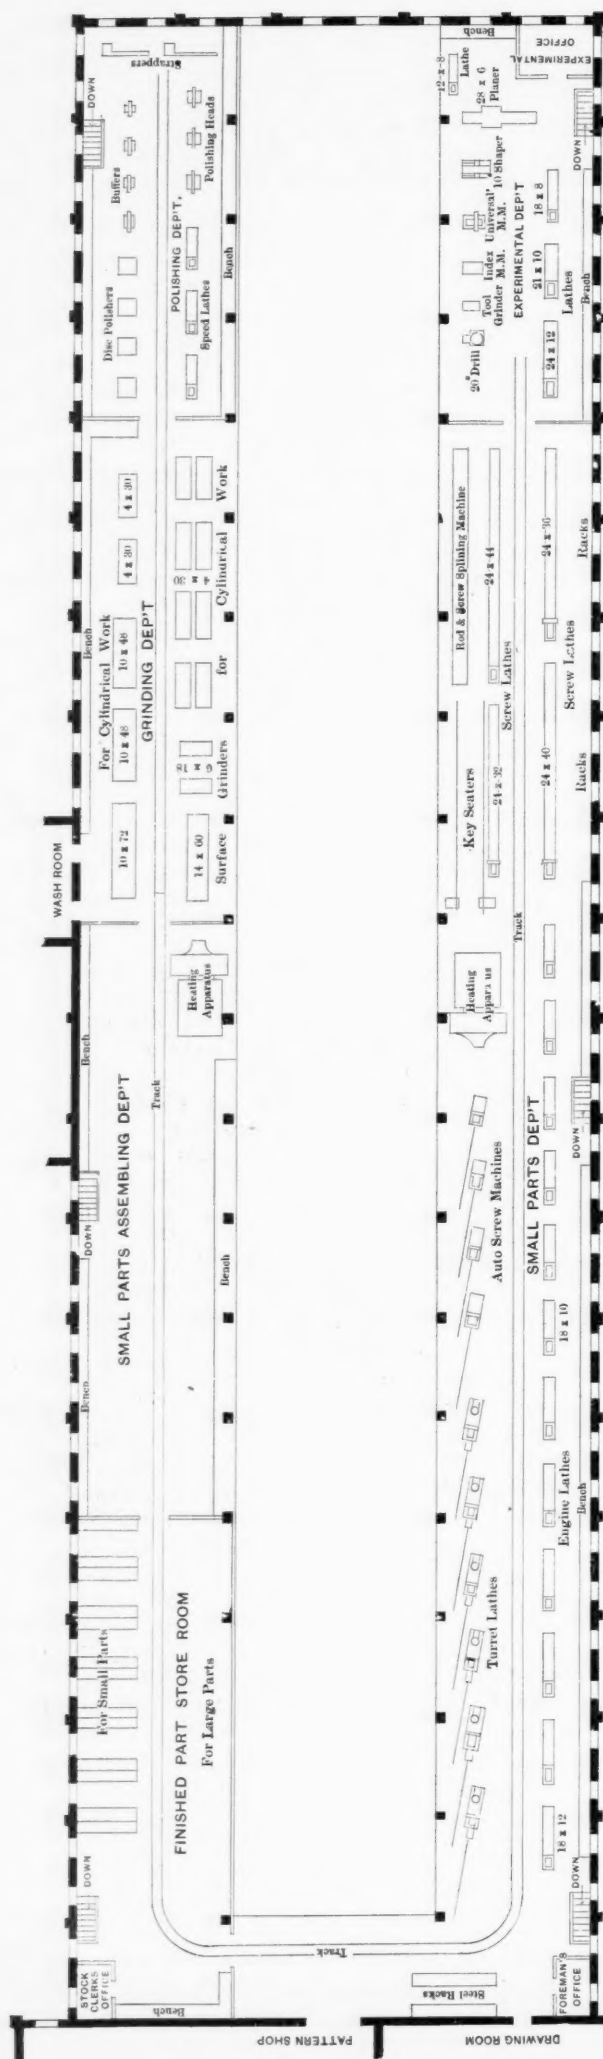 WASH ROOM
STOCK
CLERKS
OFFICE
DOWN
For Small Parts
FINISHED PART STORE ROOM
For Large Parts
Bench
Track
PATTERN SHOP
DRAWING ROOM
Bench
DOWN
Bench
SMALL PARTS ASSEMBLING DEP'T
Track
Bench
Heating
Apparatus
10 x 72
10 x 48
10 x 48
4 x 30
4 x 30
Bench
For Cylindrical Work
GRINDING DEP'T
14 x 60
6 x 18
4 x 30
Surface Grinders for Cylindrical Work
Disc Polishers
Buffers
DOWN
Strappers
POLISHING DEP'T.
Speed Lathes
Polishing Heads
Bench
Steel Racks
FOREMAN'S
OFFICE
Turret Lathes
Auto Screw Machines
Heating
Apparatus
Key Seaters
Rod & Screw Splining Machine
24-x-32
24-x-44
Screw Lathes
Track
18 x 12
Engine Lathes
18 x 10
SMALL PARTS DEP'T
DOWN
Bench
DOWN
24 x 40
24-x-36
Racks
Screw Lathes
Racks
20" Drill
Tool
Grinder
Index
M.M.
Universal
M.M.
10 Shaper
28 x 6
Planer
12-x-8
Lathe
Bench
EXPERIMENTAL DEP'T
24 x 12
21 x 10
18 x 8
Lathes
Bench
DOWN
EXPERIMENTAL
OFFICE